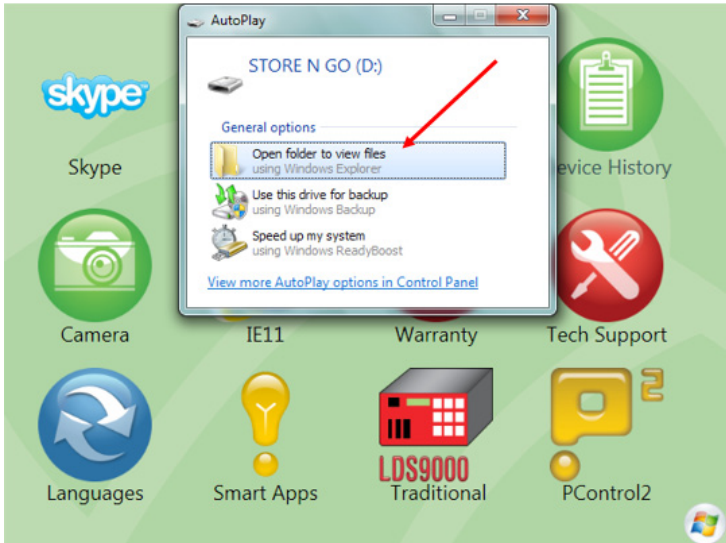 AutoPlay
STORE N GO (D:)
General options
Open folder to view files
using Windows Explorer
Use this drive for backup
using Windows Backup
Speed up my system
using Windows ReadyBoost
View more AutoPlay options in Control Panel
skype
Skype
evice History
Camera
IE11
Warranty
Tech Support
LDS9000
2
Languages
Smart Apps
Traditional
PControl2